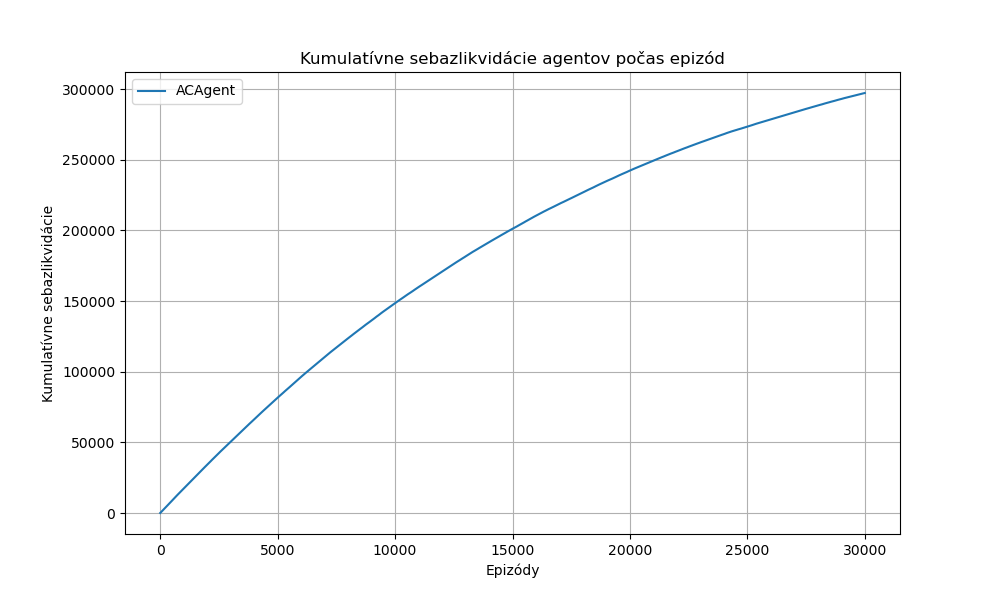 Kumulatívne sebazlikvidácie agentov počas epizód
ACAgent
Kumulatívne sebazlikvidácie
300000
250000
200000
150000
100000
50000
0
0 5000 10000 15000 20000 25000 30000
Epizódy